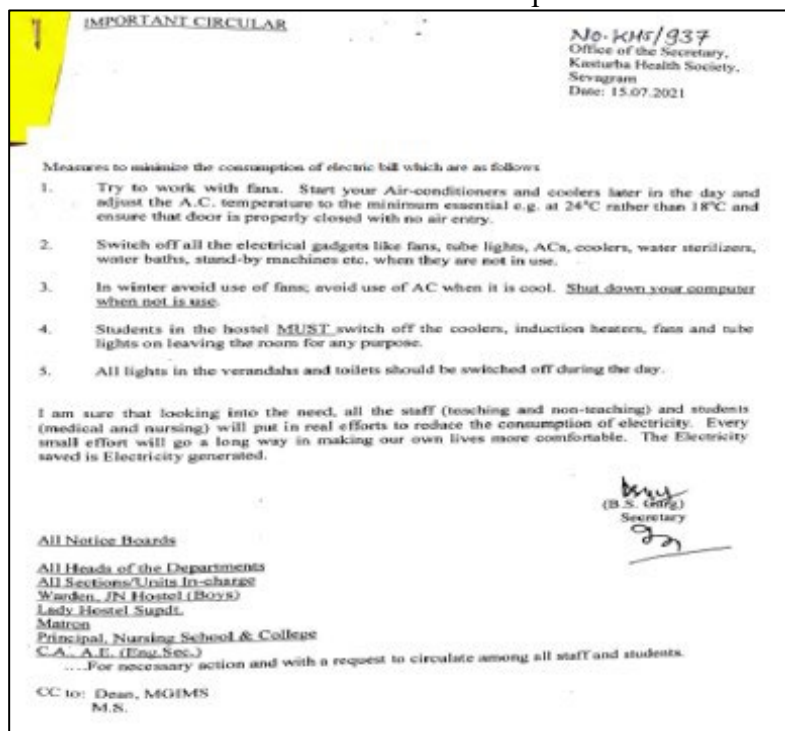 IMPORTANT CIRCULAR
No-KHS/937
Office of the Secretary,
Kasturba Health Society,
Sevagram
Date: 15.07.2021
Measures to minimize the consumption of electric bill which are as follows
1. Try to work with fans. Start your Air-conditioners and coolers later in the day and
adjust the A.C. temperature to the minimum essential e.g. at 24°C rather than 18°C and
ensure that door is properly closed with no air entry.
2. Switch off all the electrical gadgets like fans, tube lights, ACs, coolers, water sterilizers,
water baths, stand-by machines etc. when they are not in use.
3. In winter avoid use of fans; avoid use of AC when it is cool. Shut down your computer
when not is use.
4. Students in the hostel MUST switch off the coolers, induction heaters, fans and tube
lights on leaving the room for any purpose.
5. All lights in the verandahs and toilets should be switched off during the day.
I am sure that looking into the need, all the staff (teaching and non-teaching) and students
(medical and nursing) will put in real efforts to reduce the consumption of electricity. Every
small effort will go a long way in making our own lives more comfortable. The Electricity
saved is Electricity generated.
(B.S. Garg)
Secretary
All Notice Boards
All Heads of the Departments
All Sections/Units In-charge
Warden, JN Hostel (Boys)
Lady Hostel Supdt.
Matron
Principal, Nursing School & College
C.A., A.E. (Eng.Sec.)
....For necessary action and with a request to circulate among all staff and students.
CC to: Dean, MGIMS
M.S.